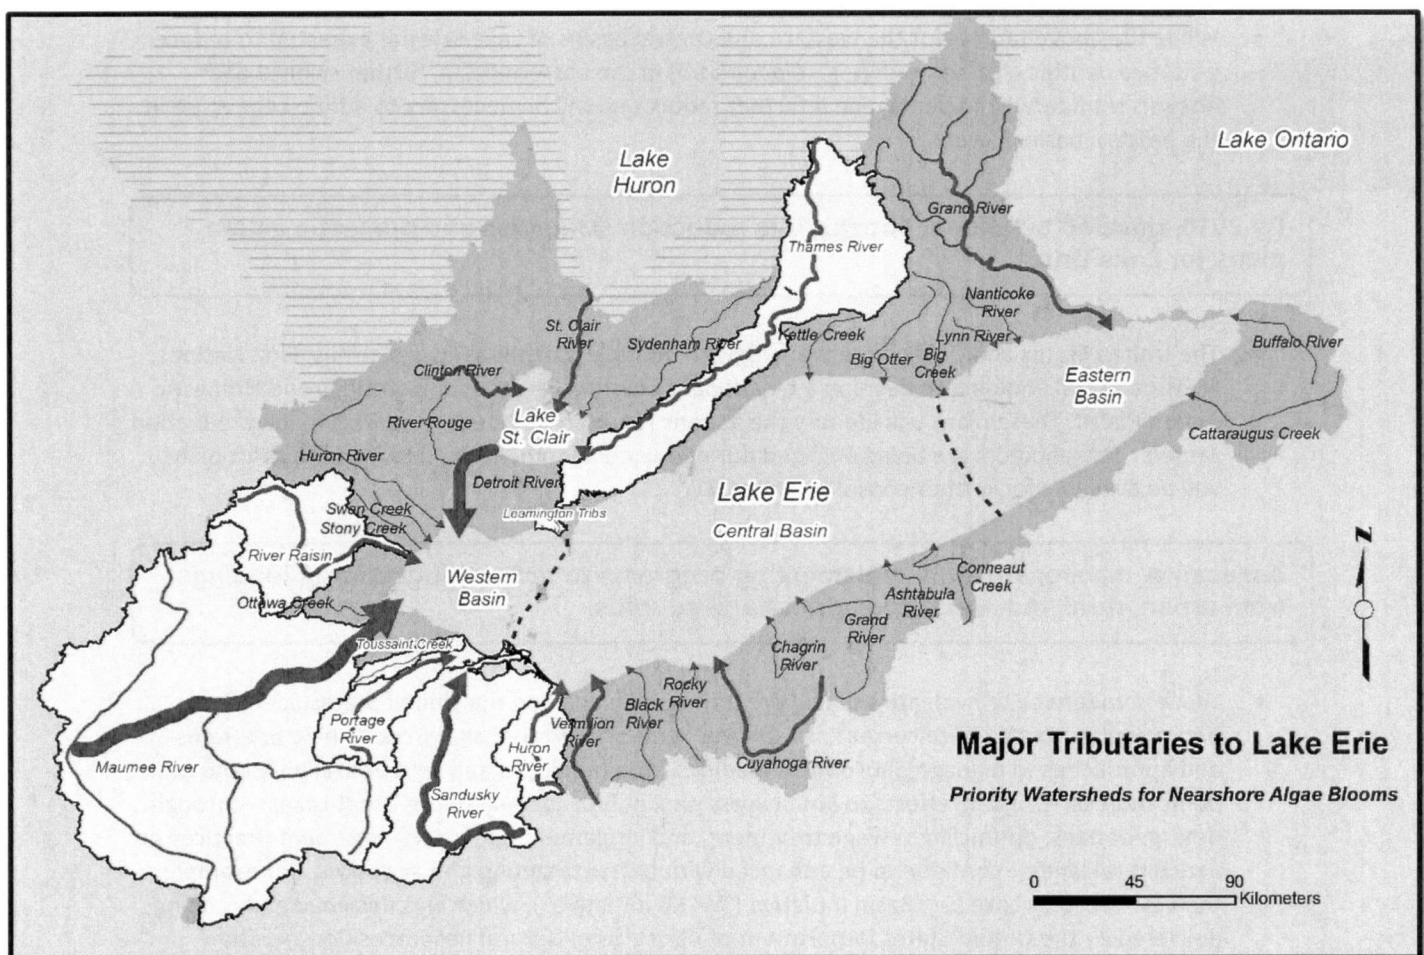 Lake
Huron
Lake Ontario
Grand River
Thames River
Nanticoke
River
St. Clair
River
Sydenham River
Kettle Creek
Lynn River
Big Otter
Big
Creek
Buffalo River
Clinton River
Eastern
Basin
Lake
St. Clair
River Rouge
Cattaraugus Creek
Huron River
Detroit River
Lake Erie
Central Basin
Swan Creek
Stony Creek
Leamington Tribs
River Raisin
Western
Basin
N
Conneaut
Creek
Ashtabula
River
Ottawa Creek
Grand
River
Toussaint Creek
Chagrin
River
Rocky
River
Black
River
Portage
River
Vermilion
River
Huron
River
Maumee River
Cuyahoga River
Sandusky
River
Major Tributaries to Lake Erie
Priority Watersheds for Nearshore Algae Blooms
0 45 90
Kilometers